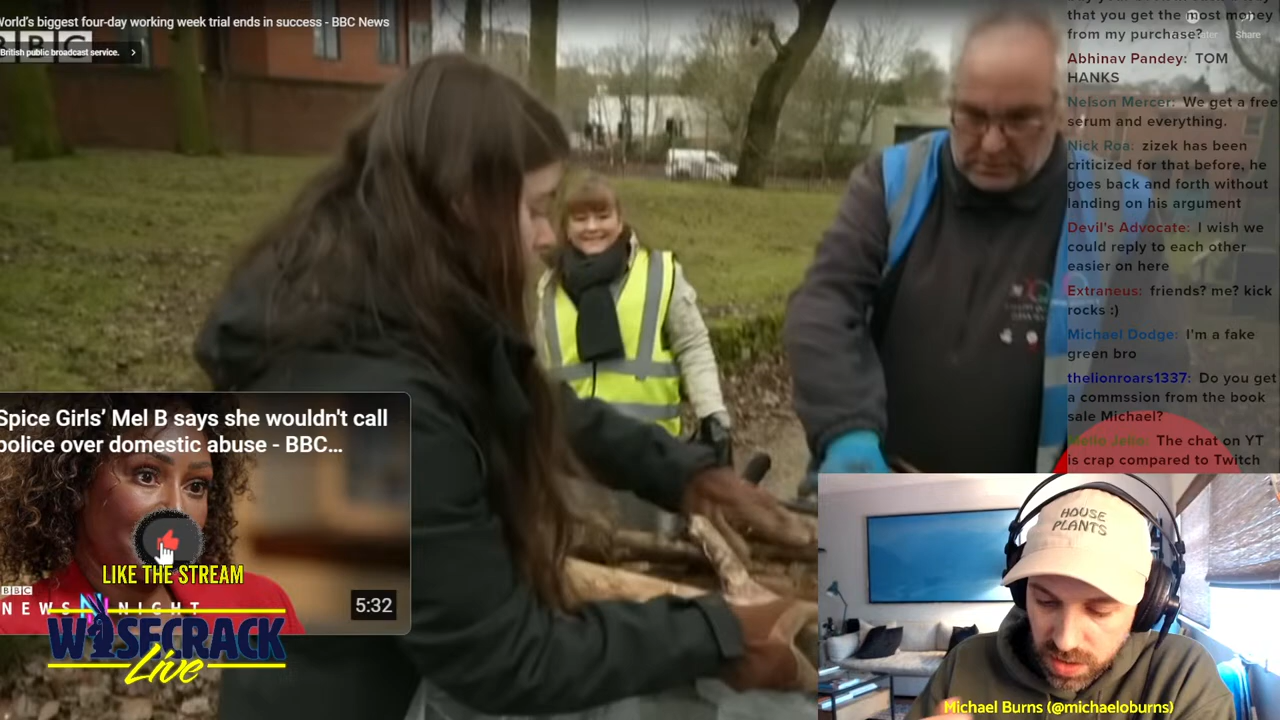 World's biggest four-day working week trial ends in success - BBC News
BBC
British public broadcast service.
Share
that you get the most money
from my purchase?
Abhinav Pandey: TOM
HANKS
Nelson Mercer: We get a free
serum and everything.
Nick Roa: zizek has been
criticized for that before, he
goes back and forth without
landing on his argument
Devil's Advocate: I wish we
could reply to each other
easier on here
Extraneus: friends? me? kick
rocks :)
Michael Dodge: I'm a fake
green bro
thelionroars1337: Do you get
a commssion from the book
sale Michael?
Hello Jello: The chat on YT
is crap compared to Twitch
Spice Girls' Mel B says she wouldn't call
police over domestic abuse - BBC...
LIKE THE STREAM
BBC
NEWSNIGHT
5:32
WISECRACK
Live
HOUSE
PLANTS
Michael Burns (@michaeloburns)